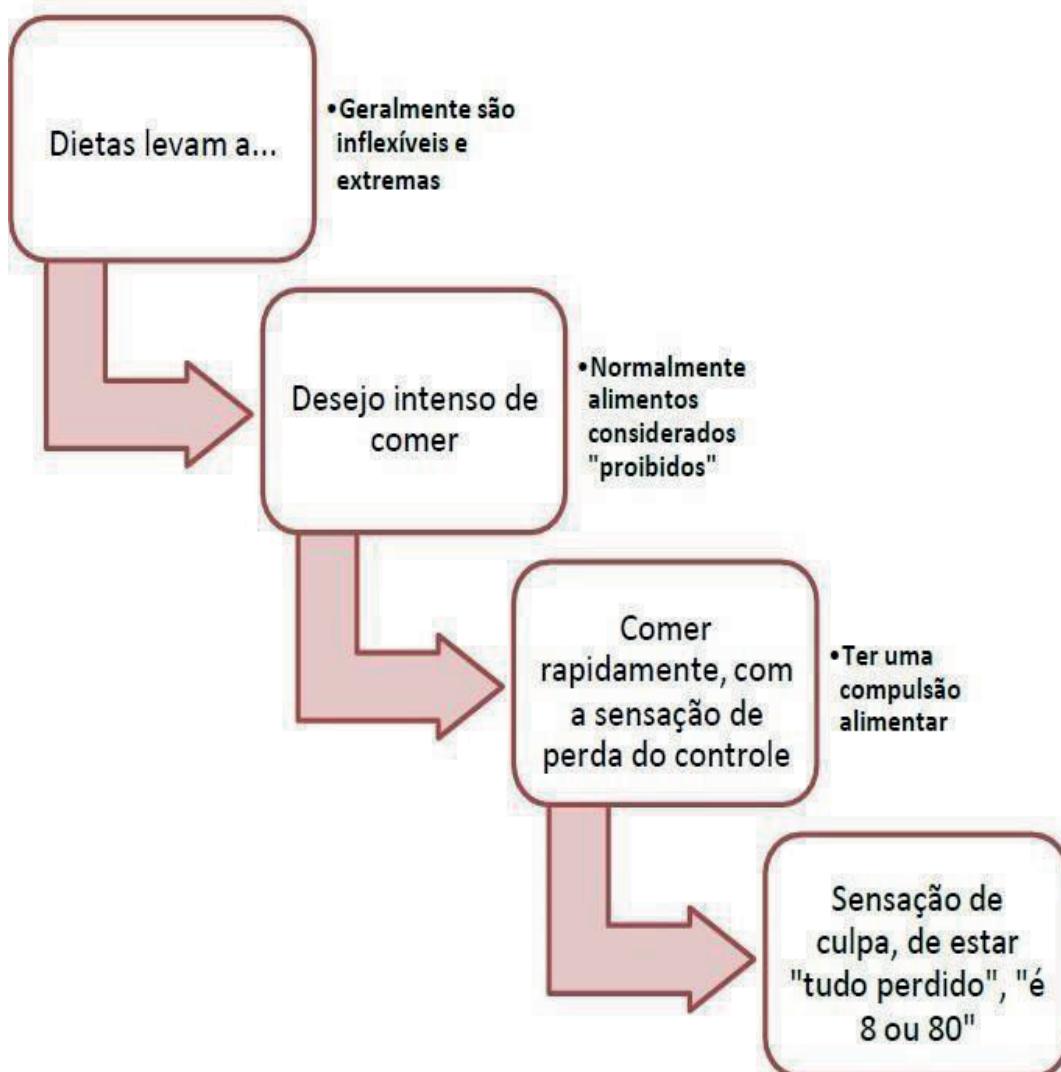 Dietas levam a...
•Geralmente são
inflexíveis e
extremas
Desejo intenso de
comer
•Normalmente
alimentos
considerados
"proibidos"
Comer
rapidamente, com
a sensação de
perda do controle
•Ter uma
compulsão
alimentar
Sensação de
culpa, de estar
"tudo perdido", "é
8 ou 80"